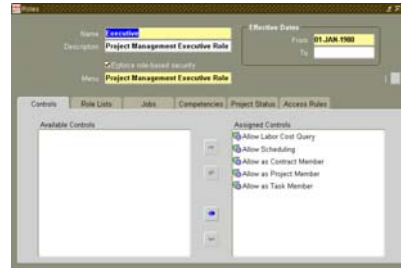 Roles
Name Executive
Description Project Management Executive Role
Enforce role-based security
Menu Project Management Executive Role
Effective Dates
From 01-JAN-1980
To
Controls Role Lists Jobs Competencies Project Status Access Rules
Available Controls
Assigned Controls
Allow Labor Cost Query
Allow Scheduling
Allow as Contract Member
Allow as Project Member
Allow as Task Member